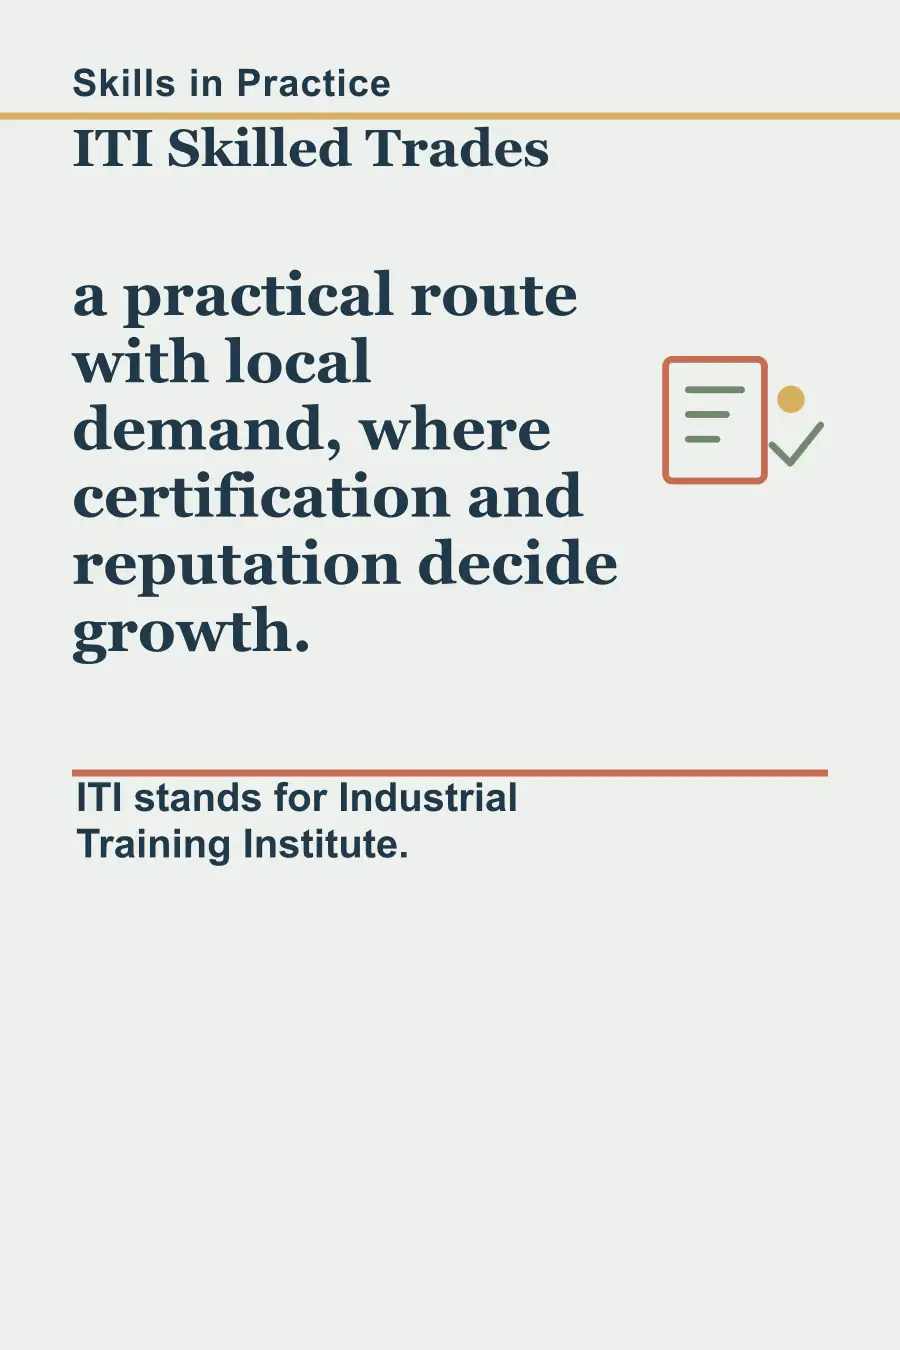 Skills in Practice
ITI Skilled Trades
a practical route
with local
demand, where
certification and
reputation decide
growth.
ITI stands for Industrial
Training Institute.